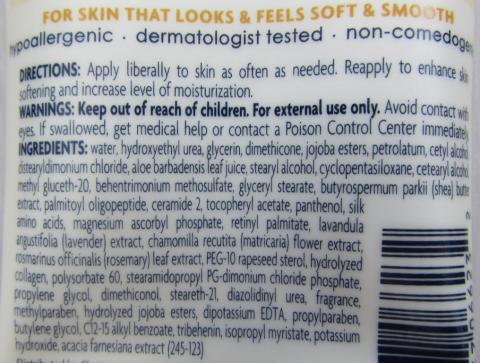 FOR SKIN THAT LOOKS & FEELS SOFT & SMOOTH
hypoallergenic · dermatologist tested · non-comedogen
DIRECTIONS: Apply liberally to skin as often as needed. Reapply to enhance skin
softening and increase level of moisturization.
WARNINGS: Keep out of reach of children. For external use only. Avoid contact with
eyes. If swallowed, get medical help or contact a Poison Control Center immediately
INGREDIENTS: water, hydroxyethyl urea, glycerin, dimethicone, jojoba esters, petrolatum, cetyl alcohol,
distearyldimonium chloride, aloe barbadensis leaf juice, stearyl alcohol, cyclopentasiloxane, cetearyl alcohol,
methyl gluceth-20, behentrimonium methosulfate, glyceryl stearate, butyrospermum parkii (shea) butter
extract, palmitoyl oligopeptide, ceramide 2, tocopheryl acetate, panthenol, silk
amino acids, magnesium ascorbyl phosphate, retinyl palmitate, lavandula
angustifolia (lavender) extract, chamomilla recutita (matricaria) flower extract,
rosmarinus officinalis (rosemary) leaf extract, PEG-10 rapeseed sterol, hydrolyzed
collagen, polysorbate 60, stearamidopropyl PG-dimonium chloride phosphate,
propylene glycol, dimethiconol, steareth-21, diazolidinyl urea, fragrance,
methylparaben, hydrolyzed jojoba esters, dipotassium EDTA, propylparaben,
butylene glycol, C12-15 alkyl benzoate, tribehenin, isopropyl myristate, potassium
hydroxide, acacia farnesiana extract (245-123)